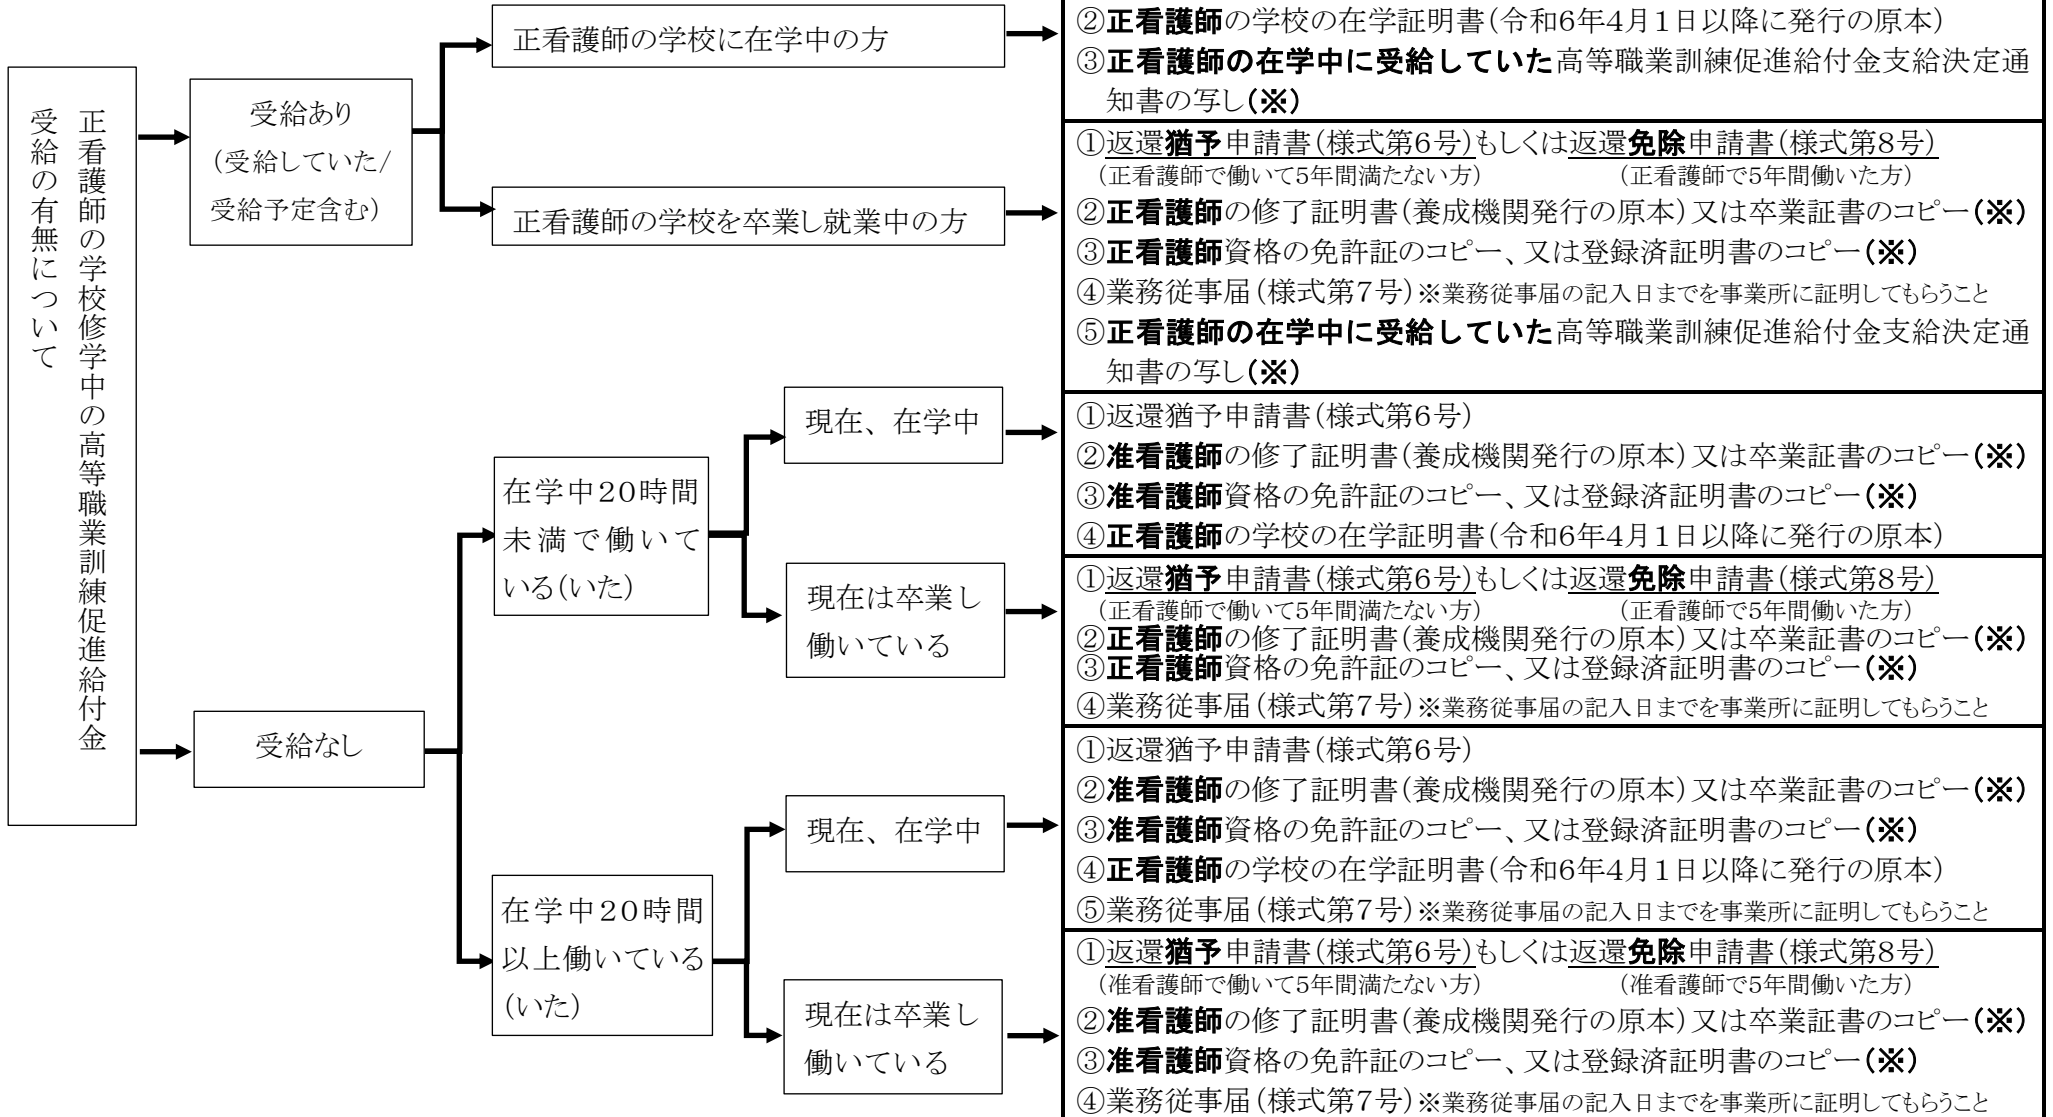 正看護師の学校修学中の高等職業訓練促進給付金
受給の有無について
受給あり
（受給していた/
受給予定含む）
正看護師の学校に在学中の方
②正看護師の学校の在学証明書（令和6年4月1日以降に発行の原本）
③正看護師の在学中に受給していた高等職業訓練促進給付金支給決定通
知書の写し(※)
正看護師の学校を卒業し就業中の方
①返還猶予申請書（様式第6号）もしくは返還免除申請書（様式第8号）
（正看護師で働いて5年間満たない方） （正看護師で5年間働いた方）
②正看護師の修了証明書（養成機関発行の原本）又は卒業証書のコピー(※)
③正看護師資格の免許証のコピー、又は登録済証明書のコピー(※)
④業務従事届（様式第7号）※業務従事届の記入日までを事業所に証明してもらうこと
⑤正看護師の在学中に受給していた高等職業訓練促進給付金支給決定通
知書の写し(※)
受給なし
在学中20時間
未満で働いて
いる（いた）
現在、在学中
①返還猶予申請書（様式第6号）
②准看護師の修了証明書（養成機関発行の原本）又は卒業証書のコピー(※)
③准看護師資格の免許証のコピー、又は登録済証明書のコピー(※)
④正看護師の学校の在学証明書（令和6年4月1日以降に発行の原本）
現在は卒業し
働いている
①返還猶予申請書（様式第6号）もしくは返還免除申請書（様式第8号）
（正看護師で働いて5年間満たない方） （正看護師で5年間働いた方）
②正看護師の修了証明書（養成機関発行の原本）又は卒業証書のコピー(※)
③正看護師資格の免許証のコピー、又は登録済証明書のコピー(※)
④業務従事届（様式第7号）※業務従事届の記入日までを事業所に証明してもらうこと
在学中20時間
以上働いている
（いた）
現在、在学中
①返還猶予申請書（様式第6号）
②准看護師の修了証明書（養成機関発行の原本）又は卒業証書のコピー(※)
③准看護師資格の免許証のコピー、又は登録済証明書のコピー(※)
④正看護師の学校の在学証明書（令和6年4月1日以降に発行の原本）
⑤業務従事届（様式第7号）※業務従事届の記入日までを事業所に証明してもらうこと
現在は卒業し
働いている
①返還猶予申請書（様式第6号）もしくは返還免除申請書（様式第8号）
（准看護師で働いて5年間満たない方） （准看護師で5年間働いた方）
②准看護師の修了証明書（養成機関発行の原本）又は卒業証書のコピー(※)
③准看護師資格の免許証のコピー、又は登録済証明書のコピー(※)
④業務従事届（様式第7号）※業務従事届の記入日までを事業所に証明してもらうこと